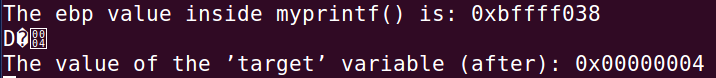 The ebp value inside myprintf() is: 0xbffff038
D�
The value of the ’target’ variable (after): 0x00000004